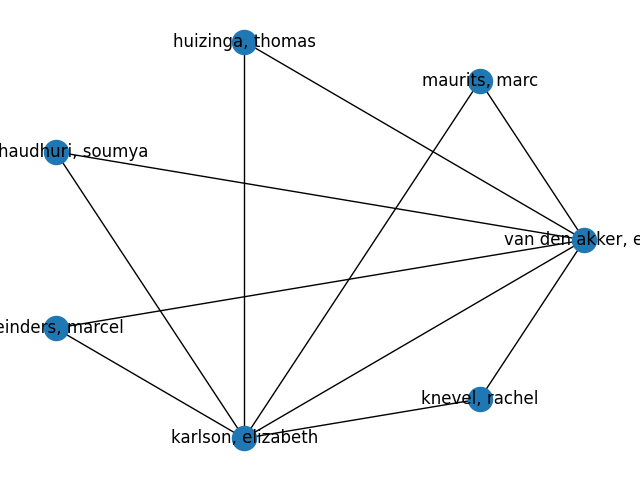 huizinga, thomas
maurits, marc
haudhuri, soumya
van den akker, e
einders, marcel
knevel, rachel
karlson, elizabeth